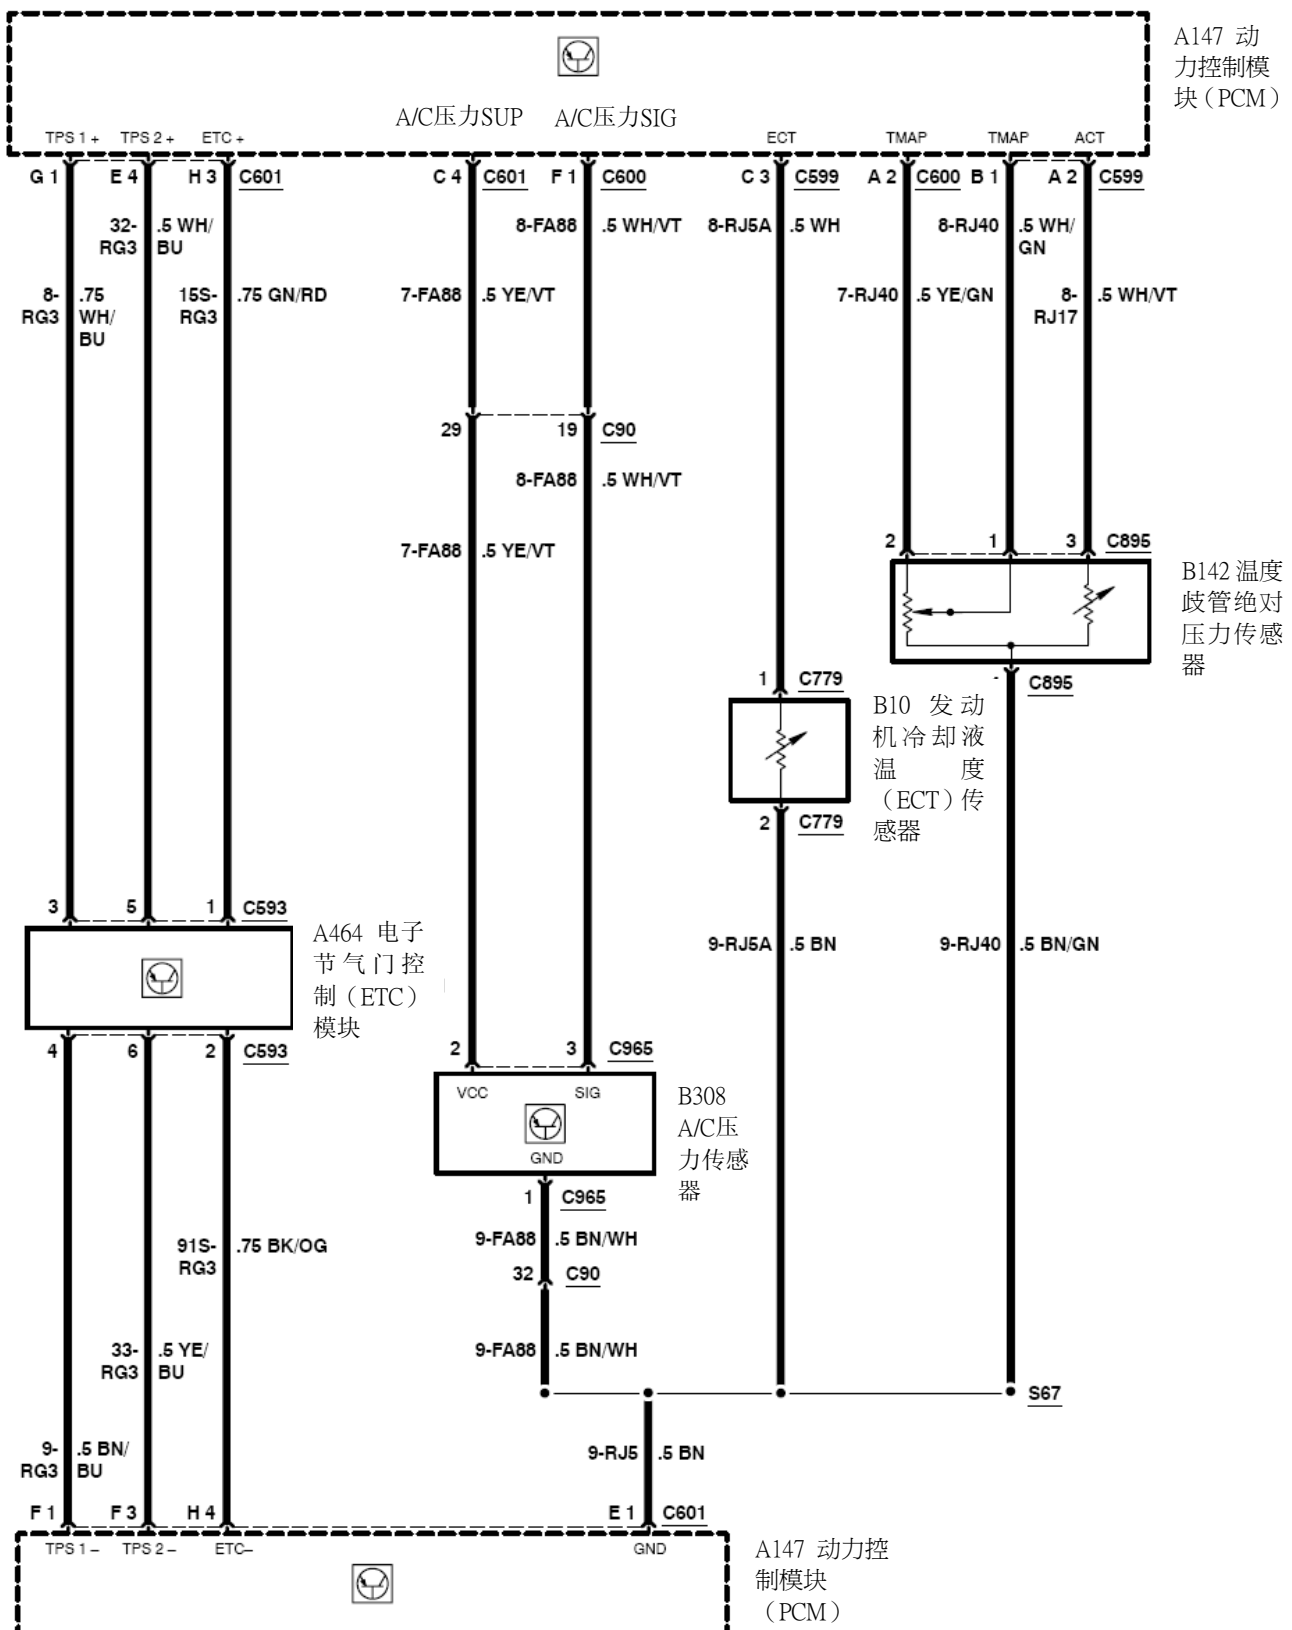 A147 动
力控制模
块（PCM）
A/C压力SUP A/C压力SIG
TPS 1 + TPS 2 + ETC + ECT TMAP TMAP ACT
G 1 E 4 H 3 C601 C 4 C601 F 1 C600 C 3 C599 A 2 C600 B 1 A 2 C599
32- .5 WH/ 8-FA88 .5 WH/VT 8-RJ5A .5 WH 8-RJ40 .5 WH/
RG3 BU GN
8- .75 15S- .75 GN/RD 7-FA88 .5 YE/VT 7-RJ40 .5 YE/GN 8- .5 WH/VT
RG3 WH/ RG3 RJ17
BU
29 19 C90
8-FA88 .5 WH/VT
7-FA88 .5 YE/VT
2 1 3 C895
B142 温度
歧管绝对
压力传感
器
1 C779
- C895
B10 发动
机冷却液
温 度
（ECT）传
感器
2 C779
3 5 1 C593
A464 电子
节气门控
制（ETC）
模块
9-RJ5A .5 BN 9-RJ40 .5 BN/GN
4 6 2 C593
2 3 C965
VCC SIG
GND
B308
A/C压
力传感
器
1 C965
91S- .75 BK/OG 9-FA88 .5 BN/WH
RG3
32 C90
33- .5 YE/ 9-FA88 .5 BN/WH
RG3 BU
S67
9- .5 BN/ 9-RJ5 .5 BN
RG3 BU
F 1 F 3 H 4 E 1 C601
TPS 1 – TPS 2 – ETC– GND
A147 动力控
制模块
（PCM）